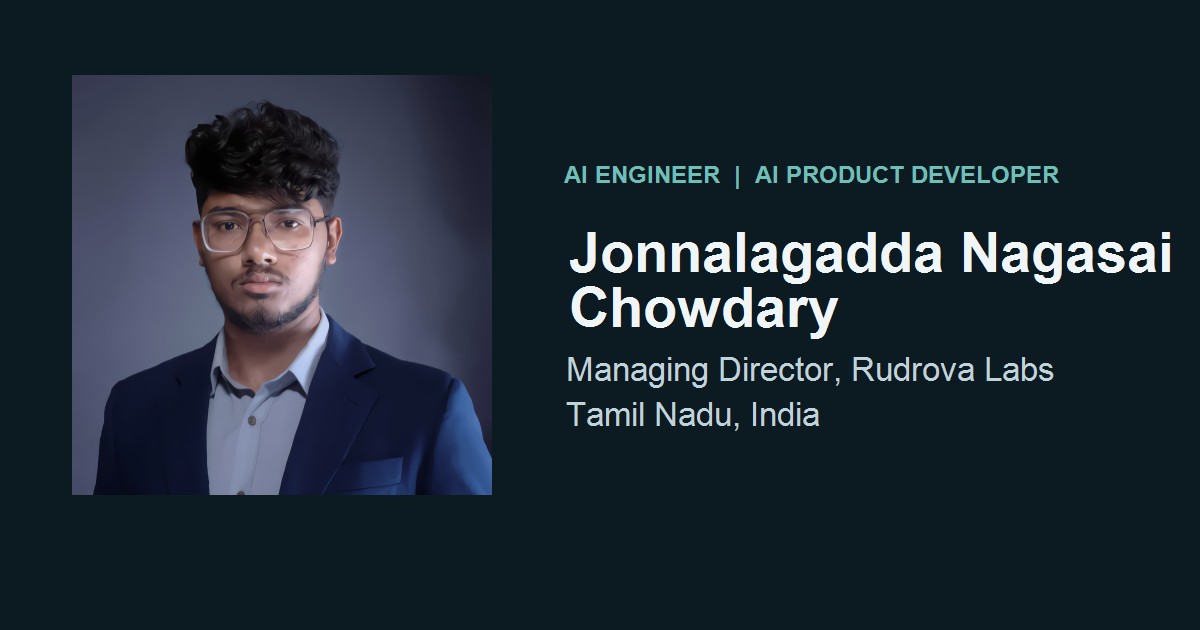 AI ENGINEER | AI PRODUCT DEVELOPER
Jonnalagadda Nagasai
Chowdary
Managing Director, Rudrova Labs
Tamil Nadu, India